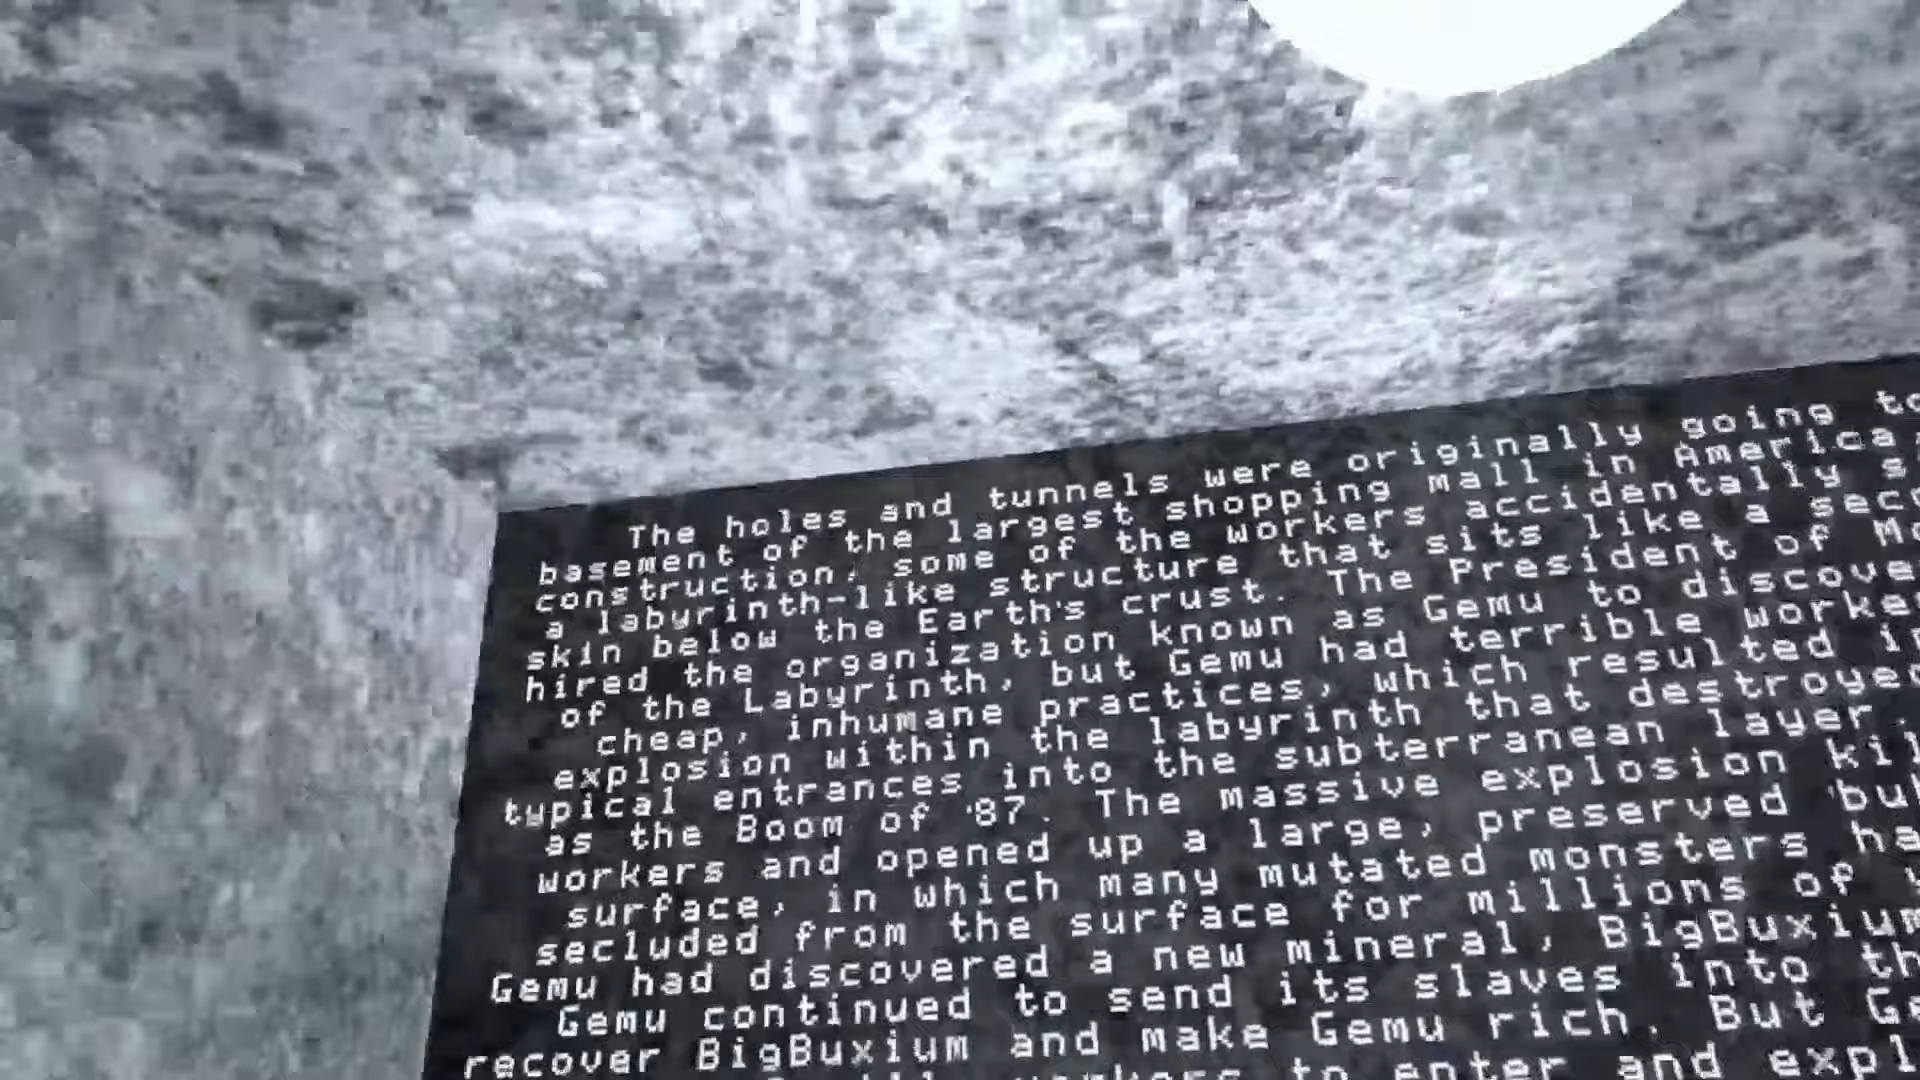 The holes and tunnels were originally going to
basement of the largest shopping mall in America,
construction, some of the workers accidentally
a labyrinth-like structure that sits like a
skin below the Earth's crust. The President of
hired the organization known as Gemu to
of the Labyrinth, but Gemu had terrible
cheap, inhumane practices, which resulted
explosion within the labyrinth that destroyed
typical entrances into the subterranean layer.
as the Boom of '87. The massive explosion
workers and opened up a large, preserved
surface, in which many mutated monsters
secluded from the surface for millions of
Gemu had discovered a new mineral, BigBuxium
Gemu continued to send its slaves into
recover BigBuxium and make Gemu rich. But
to enter and